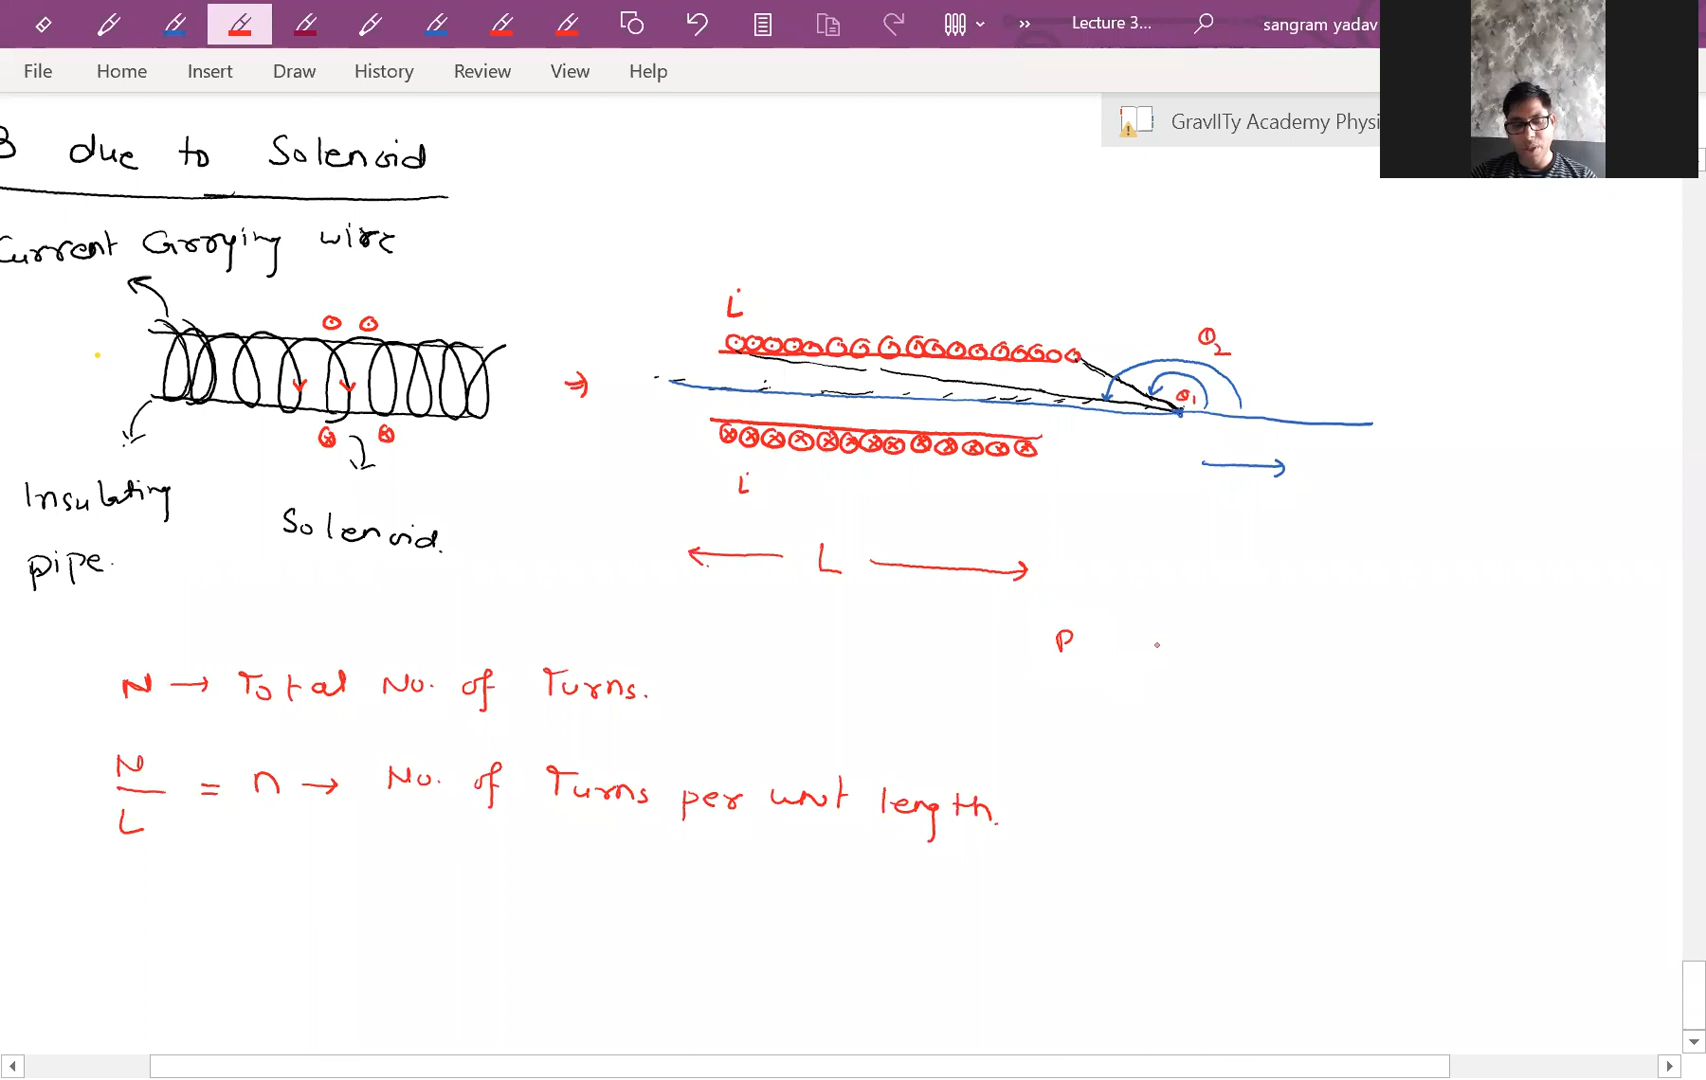 Lecture 3...
sangram yadav
File Home Insert Draw History Review View Help
GravIITy Academy Physi
B due to Solenoid
Current Carrying wire
Insulating
pipe.
Solenoid.
i
θ2
θ1
i
L
P
N → Total No. of Turns.
N/L = n → No. of Turns per unit length.